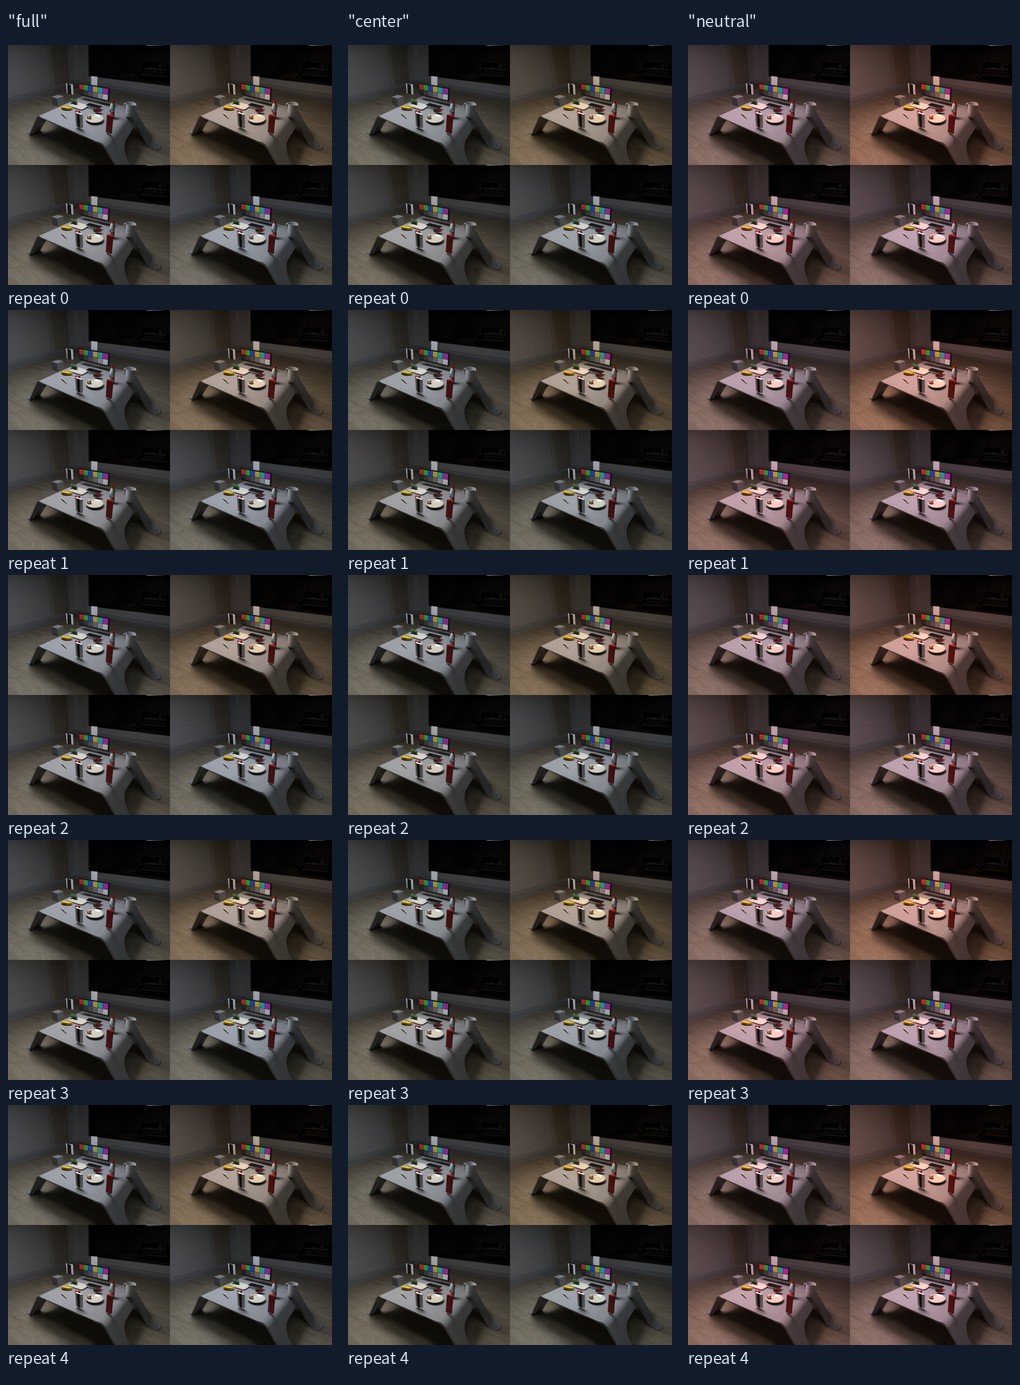 "full" "center" "neutral"
repeat 0 repeat 0 repeat 0
repeat 1 repeat 1 repeat 1
repeat 2 repeat 2 repeat 2
repeat 3 repeat 3 repeat 3
repeat 4 repeat 4 repeat 4